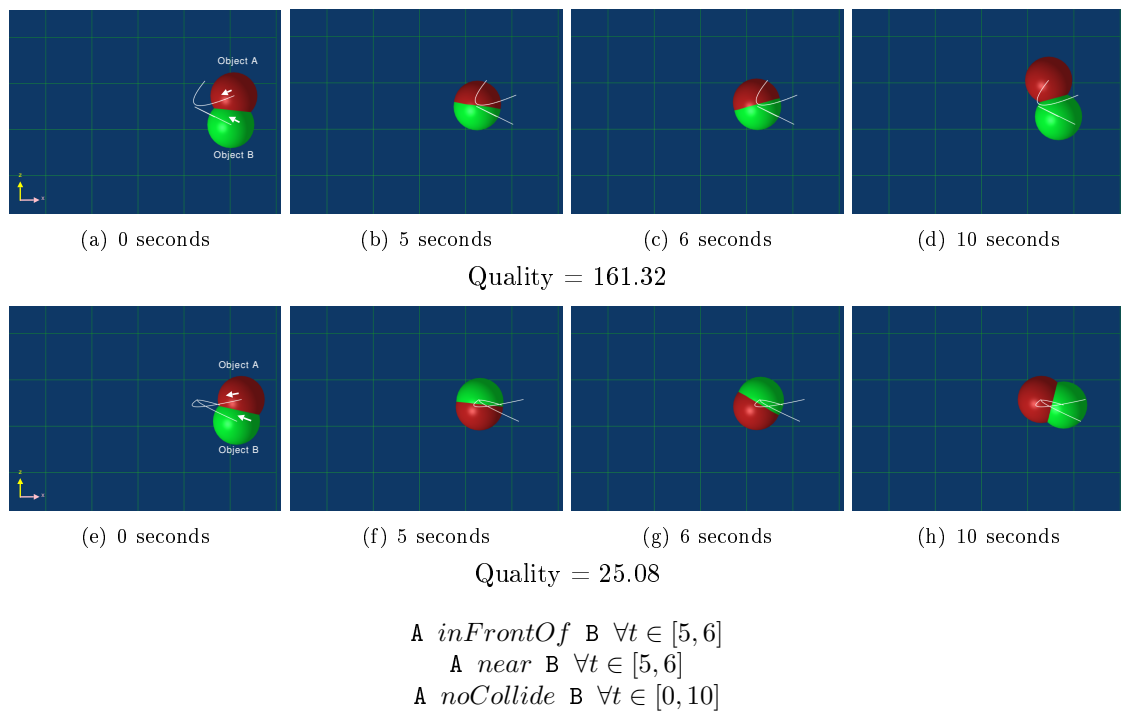 Object A
Object B
z
x
(a) 0 seconds
(b) 5 seconds
(c) 6 seconds
(d) 10 seconds
Quality = 161.32
Object A
Object B
z
x
(e) 0 seconds
(f) 5 seconds
(g) 6 seconds
(h) 10 seconds
Quality = 25.08
A inFrontOf B ∀t ∈ [5, 6]
A near B ∀t ∈ [5, 6]
A noCollide B ∀t ∈ [0, 10]